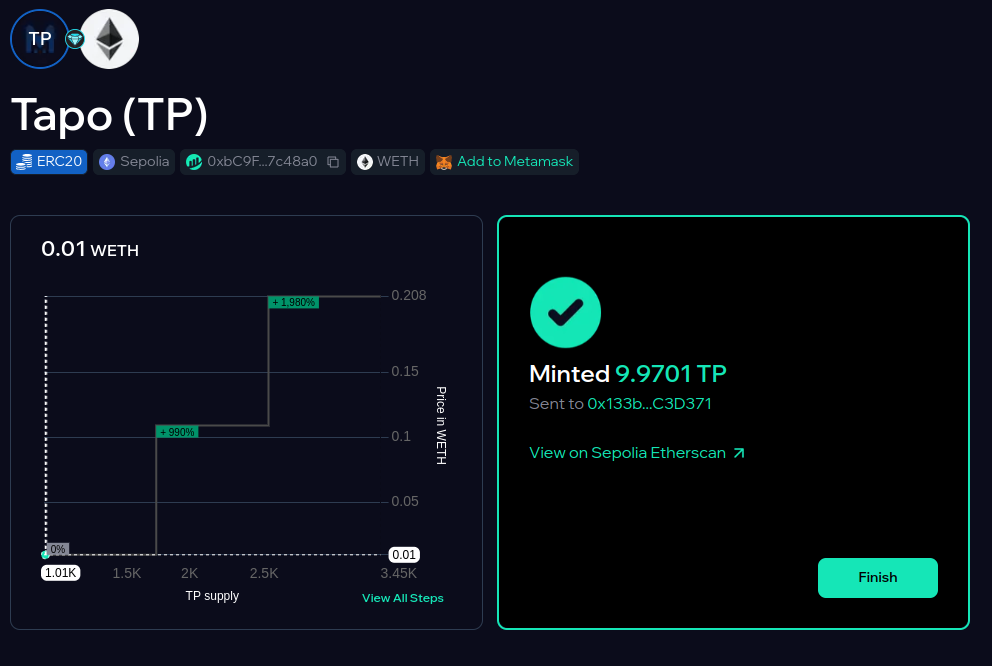 TP
Tapo (TP)
ERC20 Sepolia 0xbC9F...7c48a0 WETH Add to Metamask
0.01 WETH
0.208
+ 1,980%
0.15
0.1
+ 990%
0.05
Price in WETH
0%
0.01
1.01K 1.5K 2K 2.5K 3.45K
TP supply
View All Steps
Minted 9.9701 TP
Sent to 0x133b...C3D371
View on Sepolia Etherscan
Finish